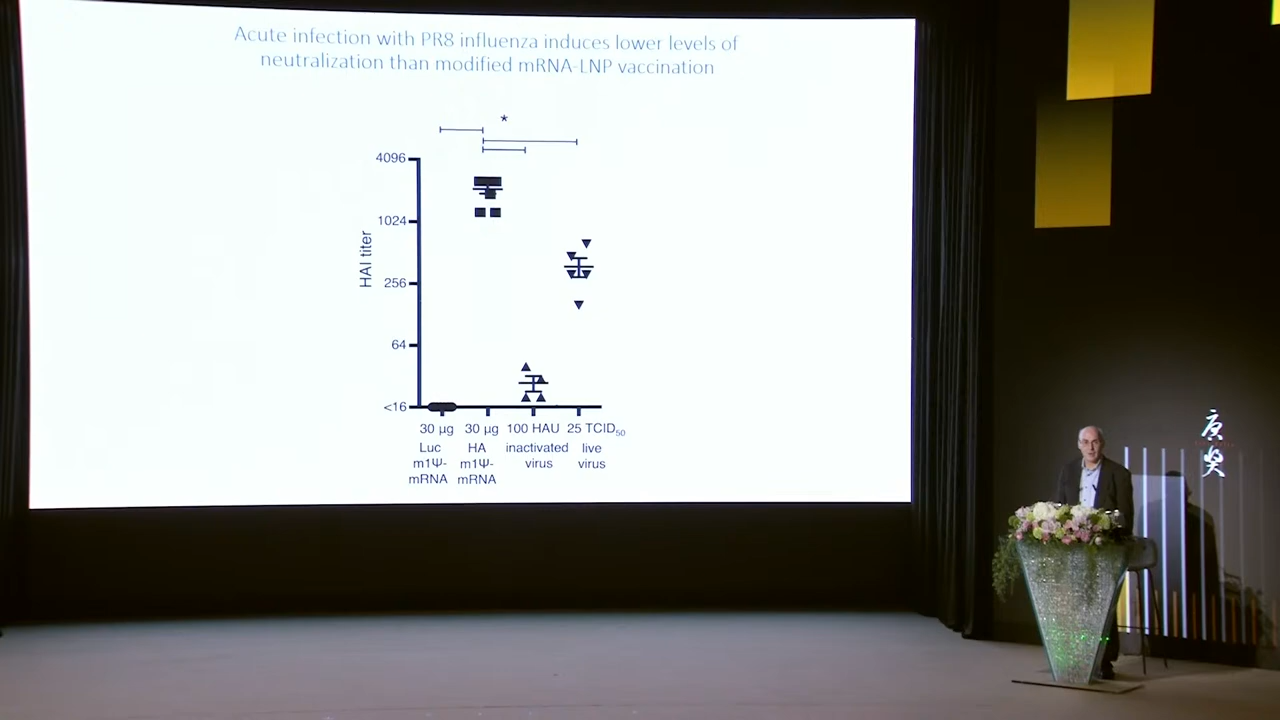 Acute infection with PR8 influenza induces lower levels of
neutralization than modified mRNA-LNP vaccination
*
4096
1024
256
64
<16
HAI titer
30 µg
Luc
m1Ψ-
mRNA
30 µg
HA
m1Ψ-
mRNA
100 HAU
inactivated
virus
25 TCID50
live
virus
唐
奖